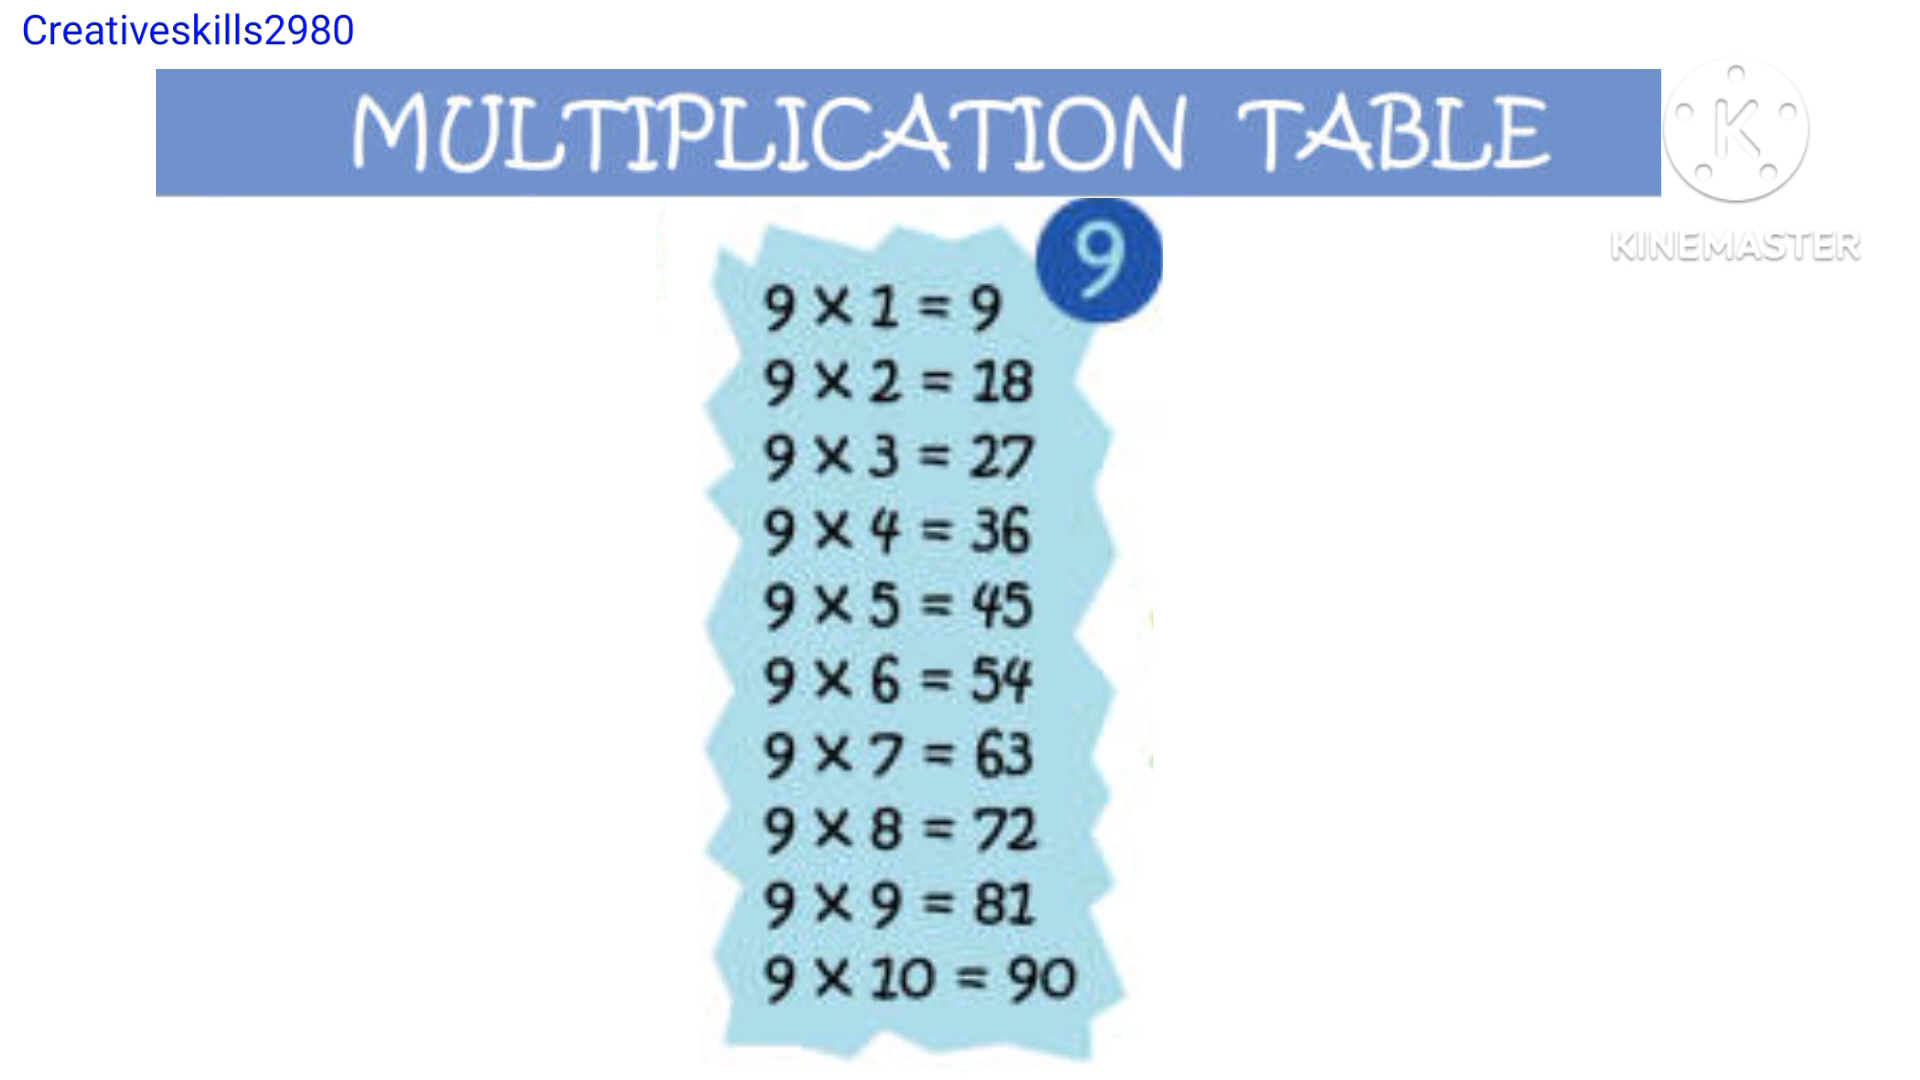 Creativeskills2980
MULTIPLICATION TABLE
K
KINEMASTER
9
9 X 1 = 9
9 X 2 = 18
9 X 3 = 27
9 X 4 = 36
9 X 5 = 45
9 X 6 = 54
9 X 7 = 63
9 X 8 = 72
9 X 9 = 81
9 X 10 = 90